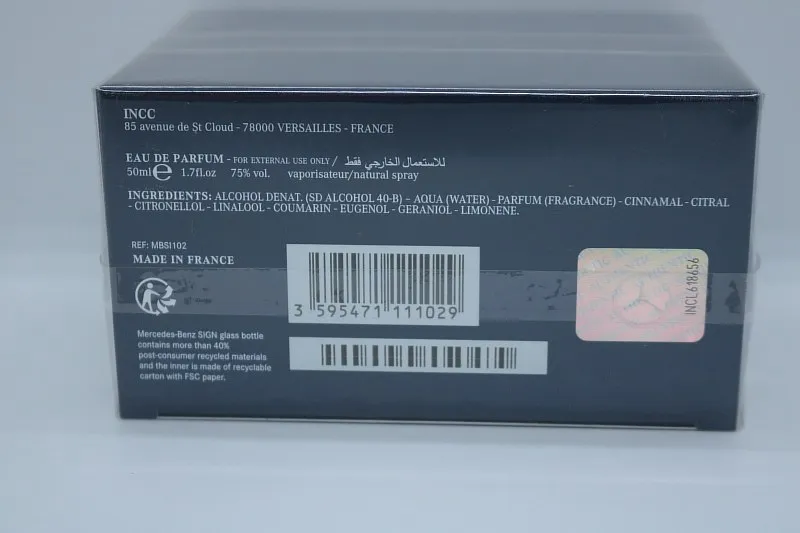 INCC
85 avenue de St Cloud - 78000 VERSAILLES - FRANCE
EAU DE PARFUM - FOR EXTERNAL USE ONLY / للاستعمال الخارجي فقط
50ml e 1.7fl.oz 75% vol. vaporisateur/natural spray
INGREDIENTS: ALCOHOL DENAT. (SD ALCOHOL 40-B) - AQUA (WATER) - PARFUM (FRAGRANCE) - CINNAMAL - CITRAL
- CITRONELLOL - LINALOOL - COUMARIN - EUGENOL - GERANIOL - LIMONENE.
REF: MBSI102
MADE IN FRANCE
3 595471 111029
Mercedes-Benz SIGN glass bottle
contains more than 40%
post-consumer recycled materials
and the inner is made of recyclable
carton with FSC paper.
INCL618656